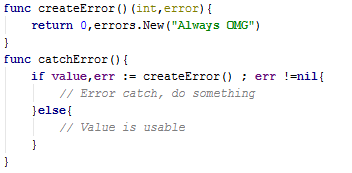 func createError()(int,error){
    return 0,errors.New("Always OMG")
}
func catchError(){
    if value,err := createError() ; err !=nil{
        // Error catch, do something
    }else{
        // Value is usable
    }
}